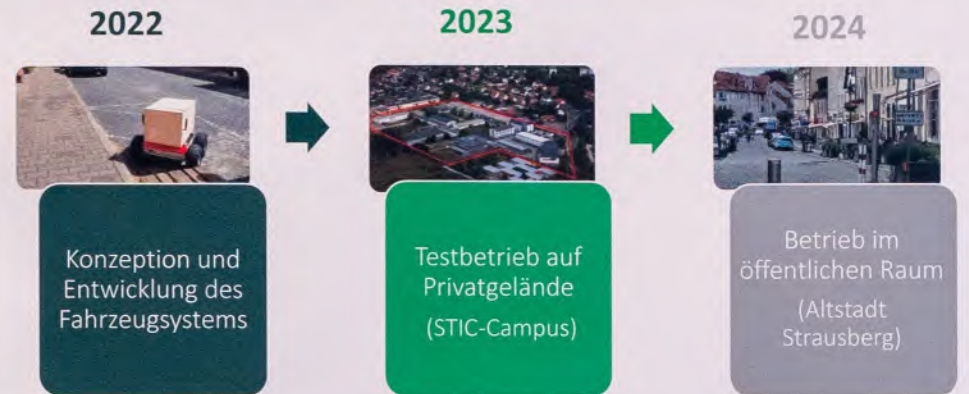 2022
2023
2024
Konzeption und
Entwicklung des
Fahrzeugsystems
Testbetrieb auf
Privatgelände
(STIC-Campus)
Betrieb im
öffentlichen Raum
(Altstadt
Strausberg)